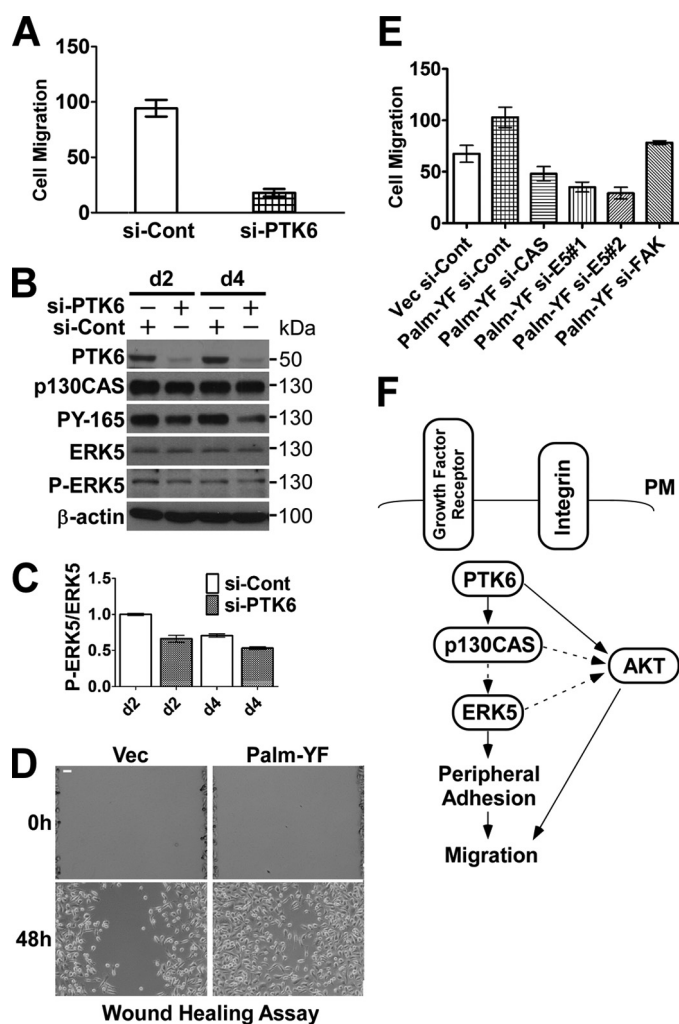 A
150
100
50
0
Cell Migration
si-Cont
si-PTK6
B
d2
d4
si-PTK6 – + – +
si-Cont + – + –
kDa
PTK6
50
p130CAS
130
PY-165
130
ERK5
130
P-ERK5
130
β-actin
100
C
P-ERK5/ERK5
1.5
1.0
0.5
0.0
si-Cont
si-PTK6
d2
d2
d4
d4
D
Vec
Palm-YF
0h
48h
Wound Healing Assay
E
150
100
50
0
Cell Migration
Vec si-Cont
Palm-YF si-Cont
Palm-YF si-CAS
Palm-YF si-E5#1
Palm-YF si-E5#2
Palm-YF si-FAK
F
Growth Factor
Receptor
Integrin
PM
PTK6
p130CAS
AKT
ERK5
Peripheral
Adhesion
Migration